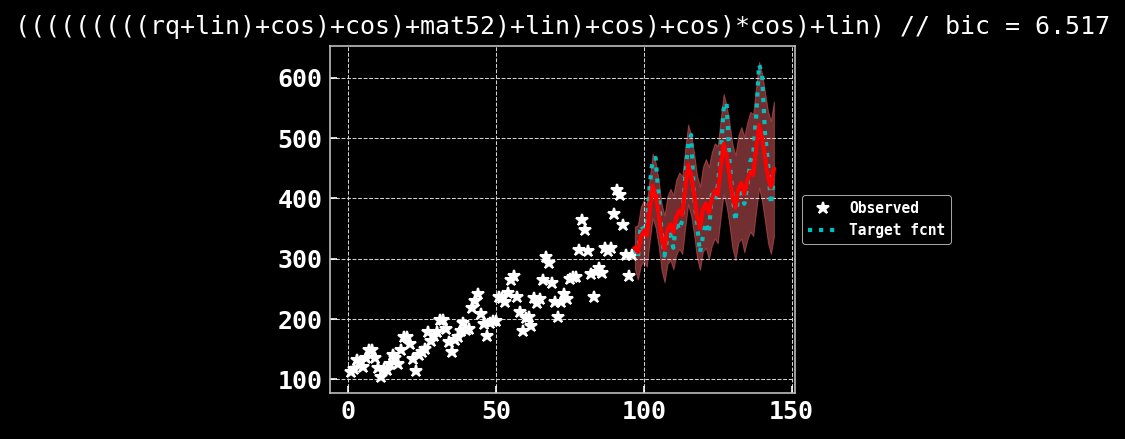 (((((((((rq+lin)+cos)+cos)+mat52)+lin)+cos)+cos)*cos)+lin) // bic = 6.517
600
500
400
300
200
100
0 50 100 150
Observed
Target fcnt